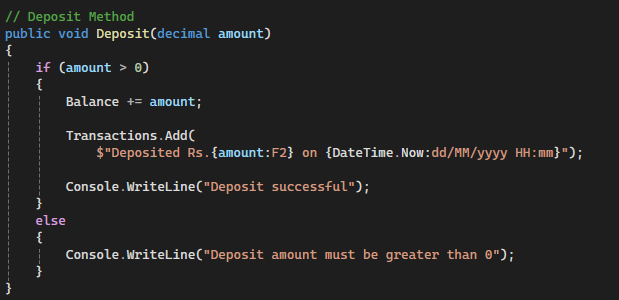 // Deposit Method
public void Deposit(decimal amount)
{
    if (amount > 0)
    {
        Balance += amount;

        Transactions.Add(
            $"Deposited Rs.{amount:F2} on {DateTime.Now:dd/MM/yyyy HH:mm}");

        Console.WriteLine("Deposit successful");
    }
    else
    {
        Console.WriteLine("Deposit amount must be greater than 0");
    }
}